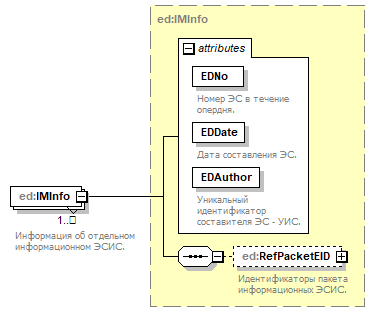 ed:IMInfo
attributes
EDNo
Номер ЭС в течение
опердня.
EDDate
Дата составления ЭС.
EDAuthor
Уникальный
идентификатор
составителя ЭС - УИС.
ed:IMInfo
1..□
Информация об отдельном
информационном ЭСИС.
ed:RefPacketEID
Идентификаторы пакета
информационных ЭСИС.